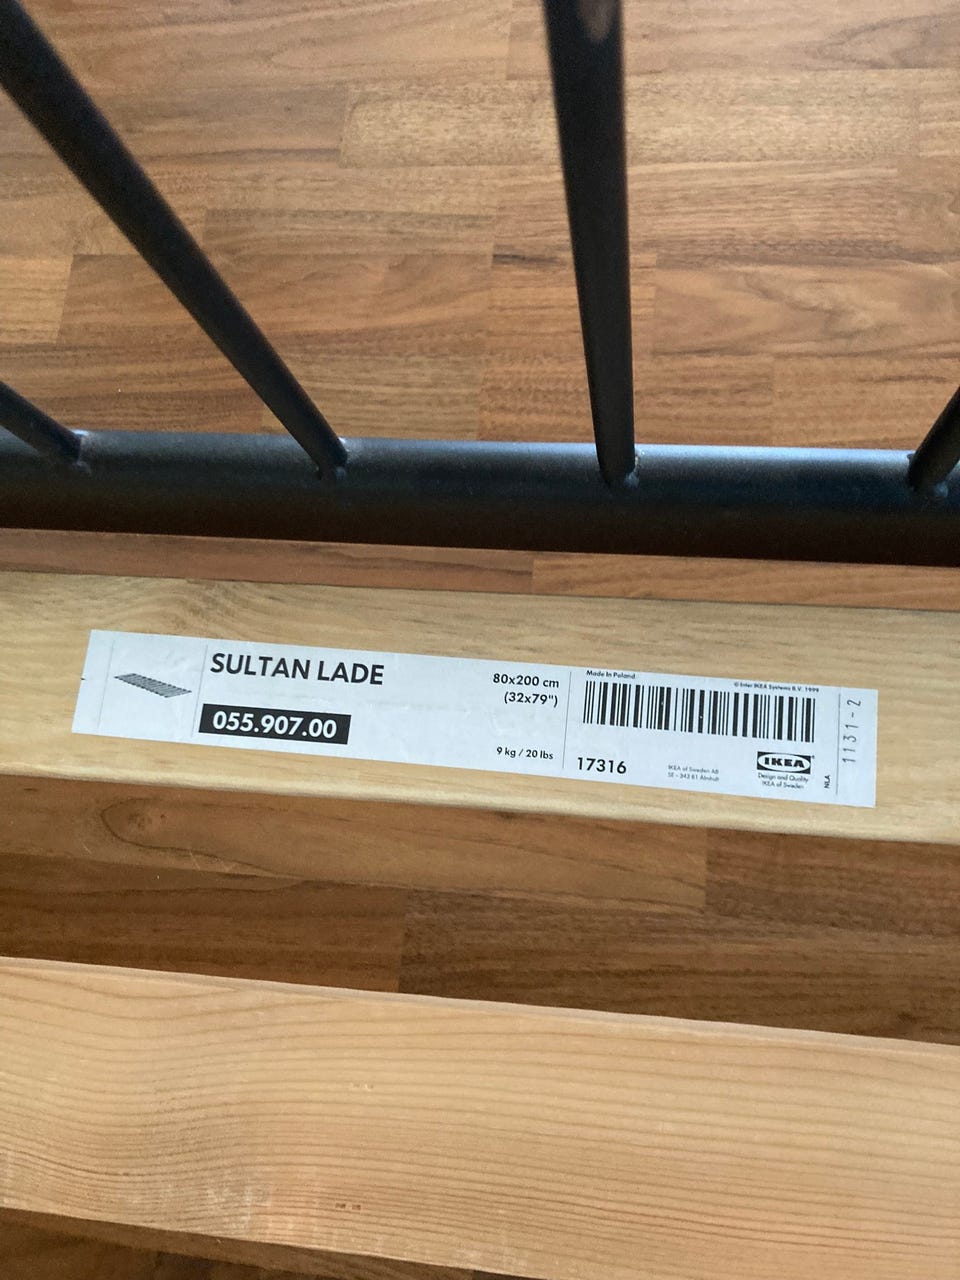 SULTAN LADE
055.907.00
80x200 cm
(32x79")
9 kg / 20 lbs
Made in Poland
© Inter IKEA Systems B.V. 1999
17316
IKEA of Sweden AB
SE - 343 81 Älmhult
IKEA
Design and Quality
IKEA of Sweden
NLA
1131-2